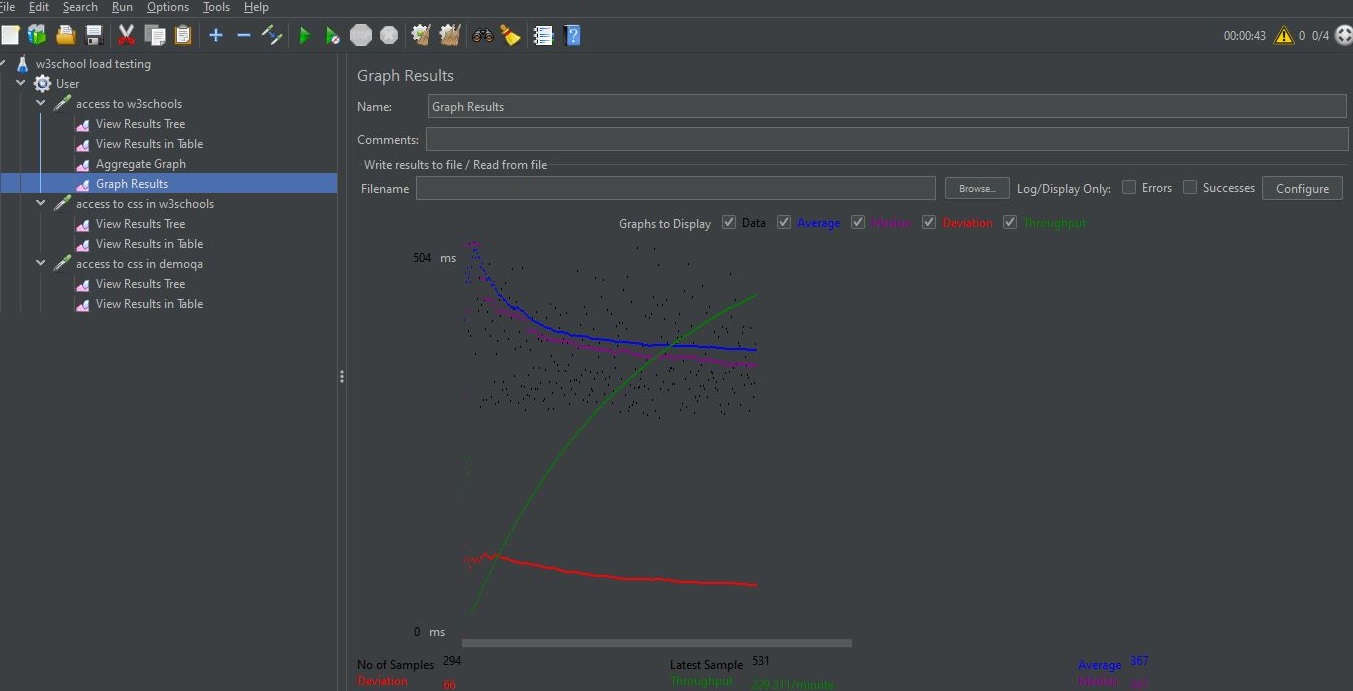 File Edit Search Run Options Tools Help
00:00:43 0 0/4
w3school load testing
User
access to w3schools
View Results Tree
View Results in Table
Aggregate Graph
Graph Results
access to css in w3schools
View Results Tree
View Results in Table
access to css in demoqa
View Results Tree
View Results in Table
Graph Results
Name: Graph Results
Comments:
Write results to file / Read from file
Filename Browse... Log/Display Only: Errors Successes Configure
Graphs to Display Data Average Median Deviation Throughput
504 ms
0 ms
No of Samples 294 Latest Sample 531 Average 367
Deviation 66 Throughput Median